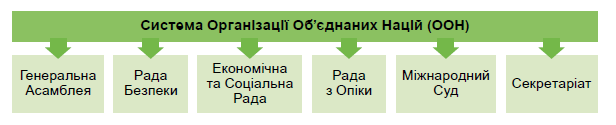 Система Організації Об’єднаних Націй (ООН)
Генеральна
Асамблея
Рада
Безпеки
Економічна
та Соціальна
Рада
Рада
з Опіки
Міжнародний
Суд
Секретаріат